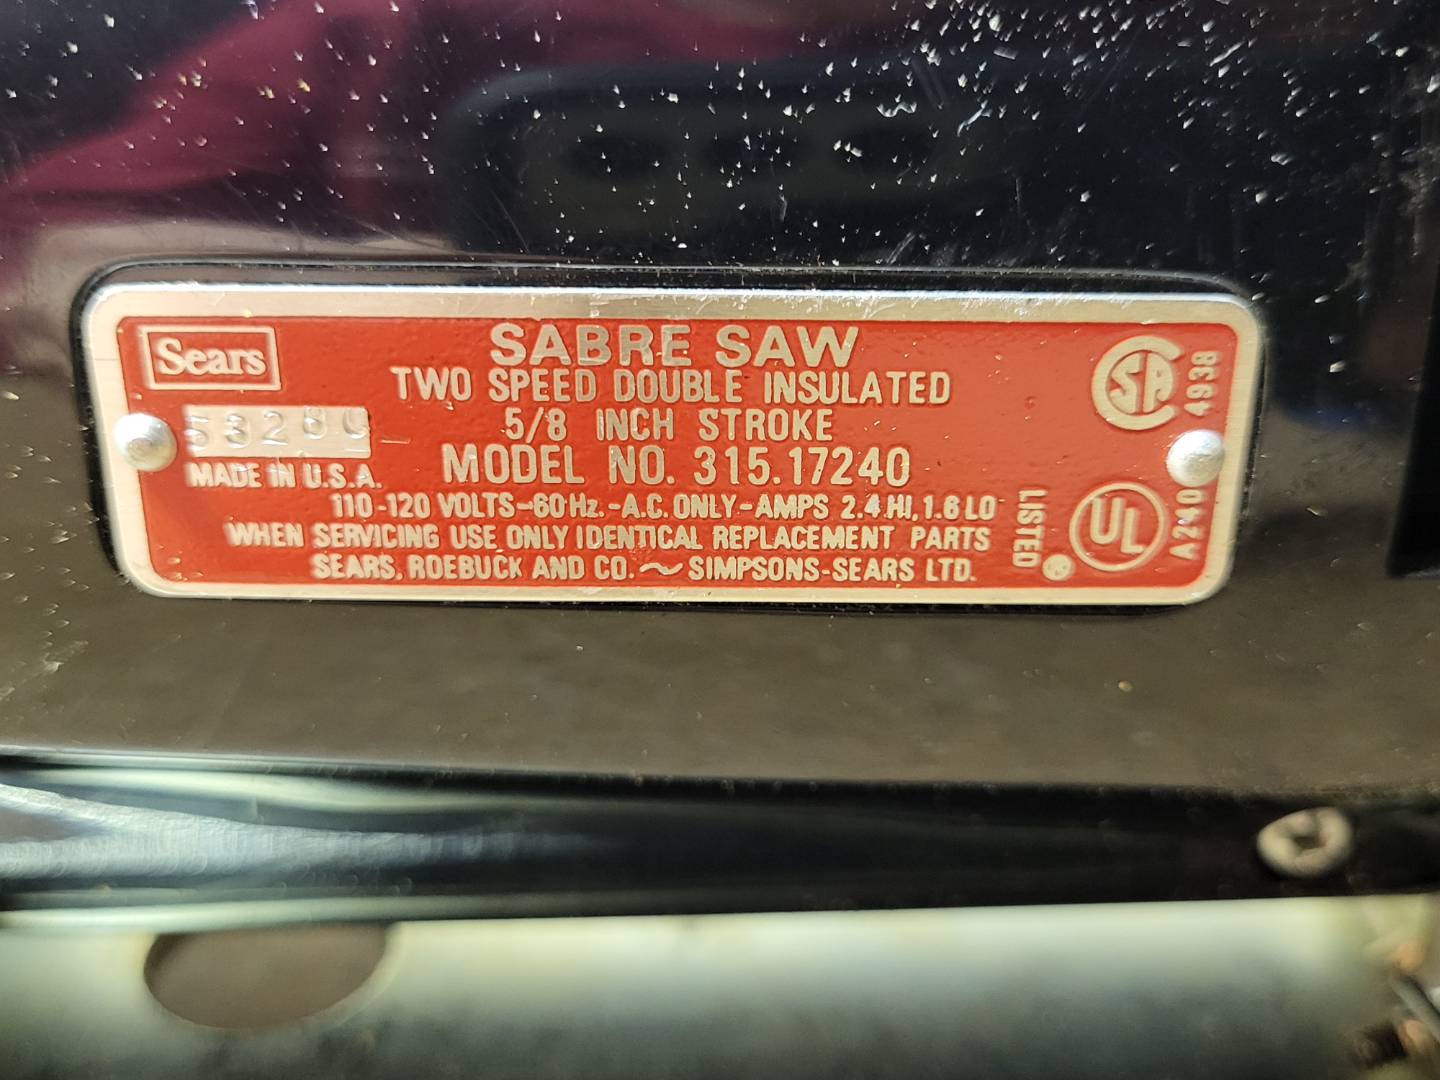 Sears
SABRE SAW
TWO SPEED DOUBLE INSULATED
5/8 INCH STROKE
MODEL NO. 315.17240
MADE IN U.S.A.
110-120 VOLTS-60Hz.-A.C. ONLY-AMPS 2.4 HI, 1.6 LO
WHEN SERVICING USE ONLY IDENTICAL REPLACEMENT PARTS
SEARS, ROEBUCK AND CO. ~ SIMPSONS-SEARS LTD.
SA
4938
LISTED
UL
A240